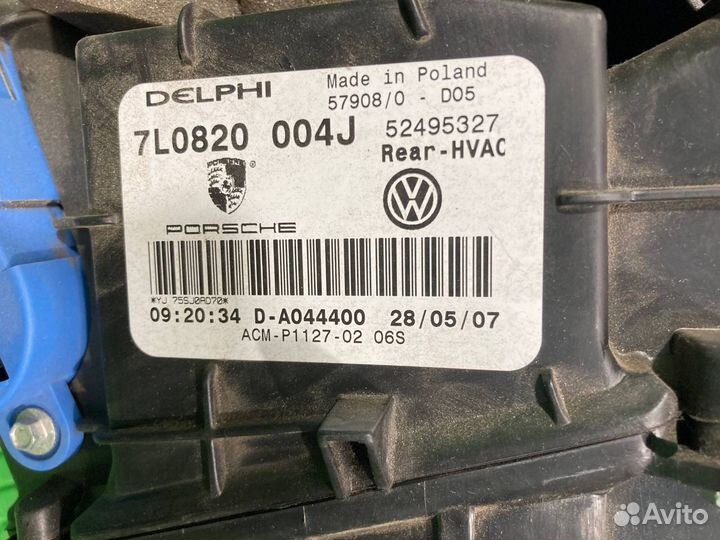 DELPHI Made in Poland
57908/0 - D05
7L0820 004J 52495327
Rear-HVAC
PORSCHE
*YJ 75SJ0AD70*
09:20:34 D-A044400 28/05/07
ACM-P1127-02 06S
Avito